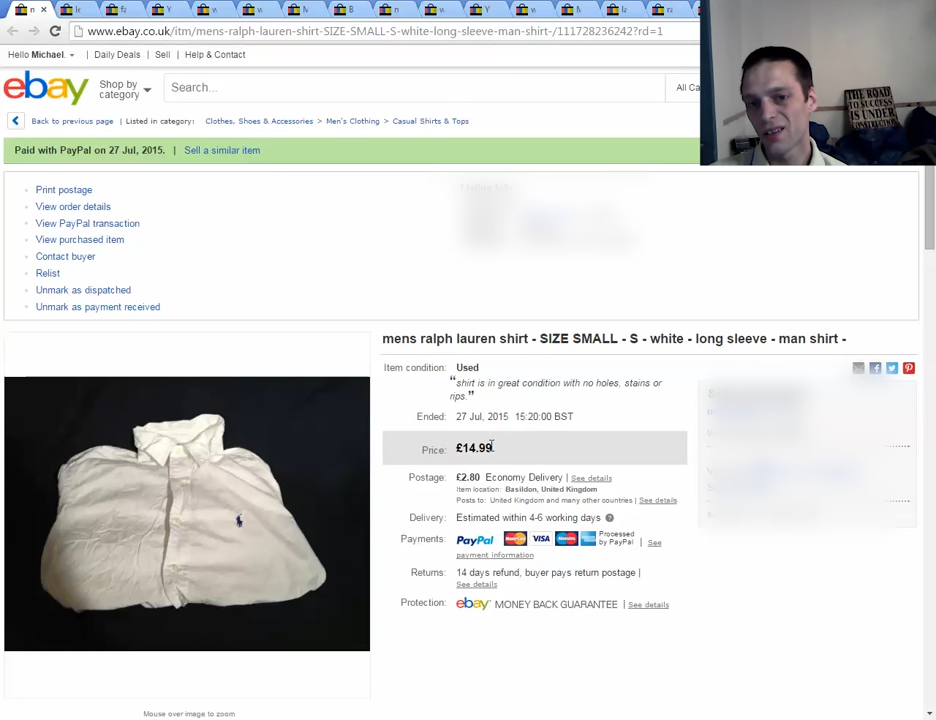 www.ebay.co.uk/itm/mens-ralph-lauren-shirt-SIZE-SMALL-S-white-long-sleeve-man-shirt-/111728236242?rd=1
Hello Michael. Daily Deals | Sell | Help & Contact
ebay
Shop by category
Search...
All Ca
THE ROAD
TO SUCCESS
IS UNDER
CONSTRUCTION
Back to previous page | Listed in category: Clothes, Shoes & Accessories > Men's Clothing > Casual Shirts & Tops
Paid with PayPal on 27 Jul, 2015. | Sell a similar item
Print postage
View order details
View PayPal transaction
View purchased item
Contact buyer
Relist
Unmark as dispatched
Unmark as payment received
mens ralph lauren shirt - SIZE SMALL - S - white - long sleeve - man shirt -
Item condition: Used
“shirt is in great condition with no holes, stains or
rips.”
Ended: 27 Jul, 2015 15:20:00 BST
Price: £14.99
Postage: £2.80 Economy Delivery | See details
Item location: Basildon, United Kingdom
Posts to: United Kingdom and many other countries | See details
Delivery: Estimated within 4-6 working days
Payments: PayPal MasterCard VISA Maestro Processed by PayPal | See
payment information
Returns: 14 days refund, buyer pays return postage |
See details
Protection: ebay MONEY BACK GUARANTEE | See details
Mouse over image to zoom